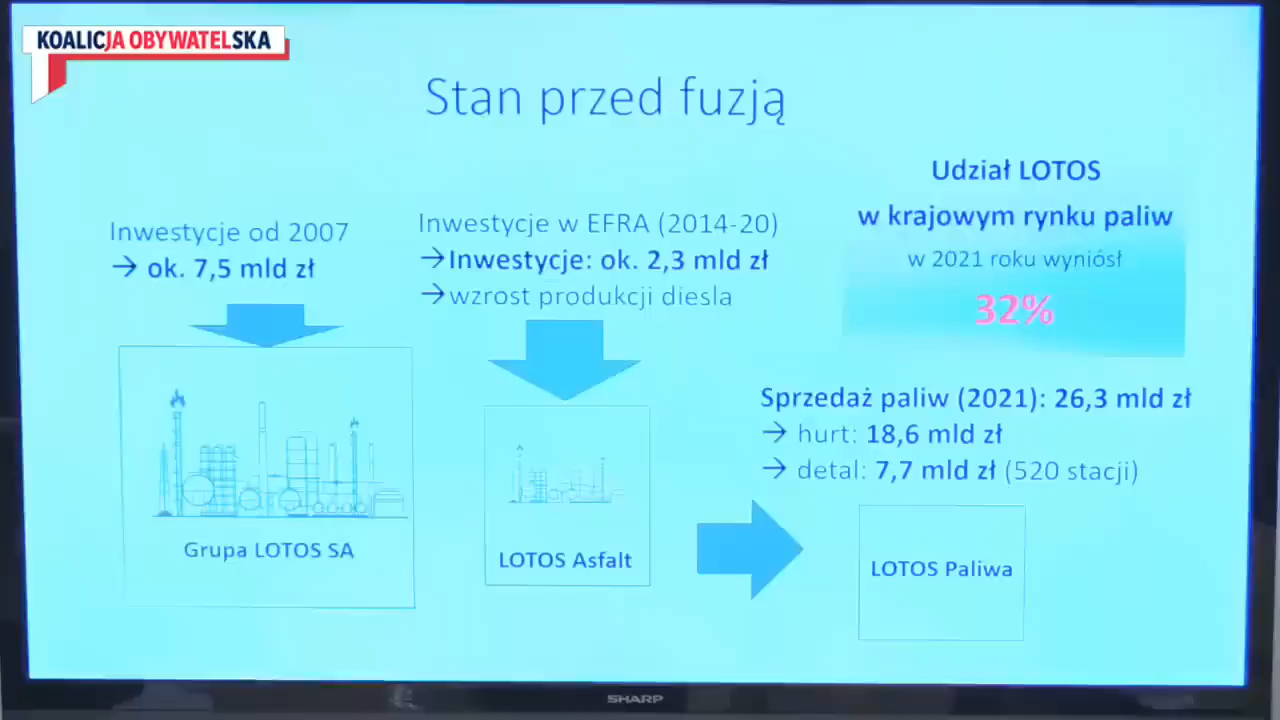 KOALICJA OBYWATELSKA
Stan przed fuzją
Inwestycje od 2007
→ ok. 7,5 mld zł
Grupa LOTOS SA
Inwestycje w EFRA (2014-20)
→Inwestycje: ok. 2,3 mld zł
→wzrost produkcji diesla
LOTOS Asfalt
Udział LOTOS
w krajowym rynku paliw
w 2021 roku wyniósł
32%
Sprzedaż paliw (2021): 26,3 mld zł
→ hurt: 18,6 mld zł
→ detal: 7,7 mld zł (520 stacji)
LOTOS Paliwa
SHARP